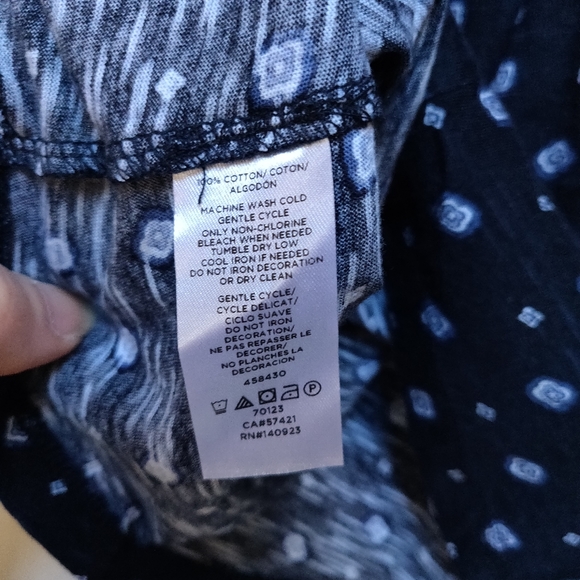 100% COTTON/ COTON/
ALGODÓN
MACHINE WASH COLD
GENTLE CYCLE
ONLY NON-CHLORINE
BLEACH WHEN NEEDED
TUMBLE DRY LOW
COOL IRON IF NEEDED
DO NOT IRON DECORATION
OR DRY CLEAN
GENTLE CYCLE/
CYCLE DÉLICAT/
CICLO SUAVE
DO NOT IRON
DECORATION/
NE PAS REPASSER LE
DECORER/
NO PLANCHES LA
DECORACION
458430
P
70123
CA#57421
RN#140923